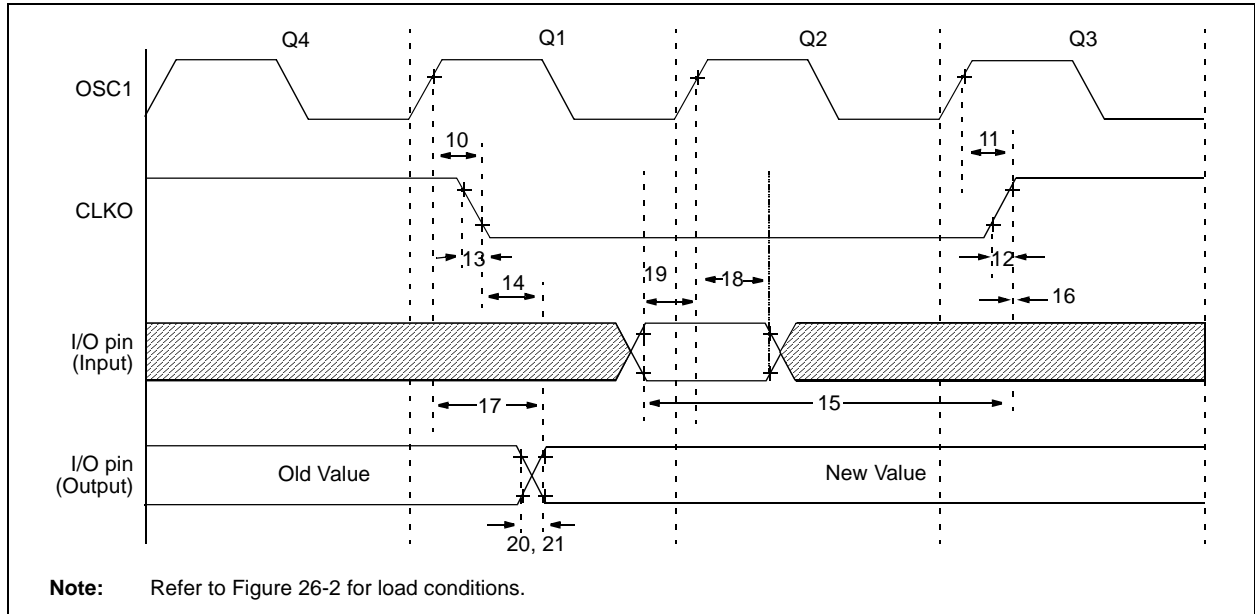 Q4 Q1 Q2 Q3
OSC1
10 11
CLKO
13 12
14 19 18 16
I/O pin
(Input)
17 15
I/O pin
(Output)
Old Value New Value
20, 21
Note: Refer to Figure 26-2 for load conditions.